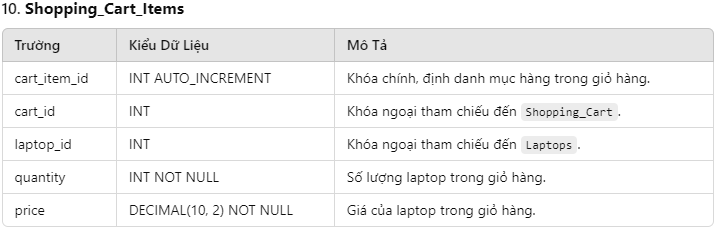 10. Shopping_Cart_Items
Trường Kiểu Dữ Liệu Mô Tả
cart_item_id INT AUTO_INCREMENT Khóa chính, định danh mục hàng trong giỏ hàng.
cart_id INT Khóa ngoại tham chiếu đến Shopping_Cart.
laptop_id INT Khóa ngoại tham chiếu đến Laptops.
quantity INT NOT NULL Số lượng laptop trong giỏ hàng.
price DECIMAL(10, 2) NOT NULL Giá của laptop trong giỏ hàng.